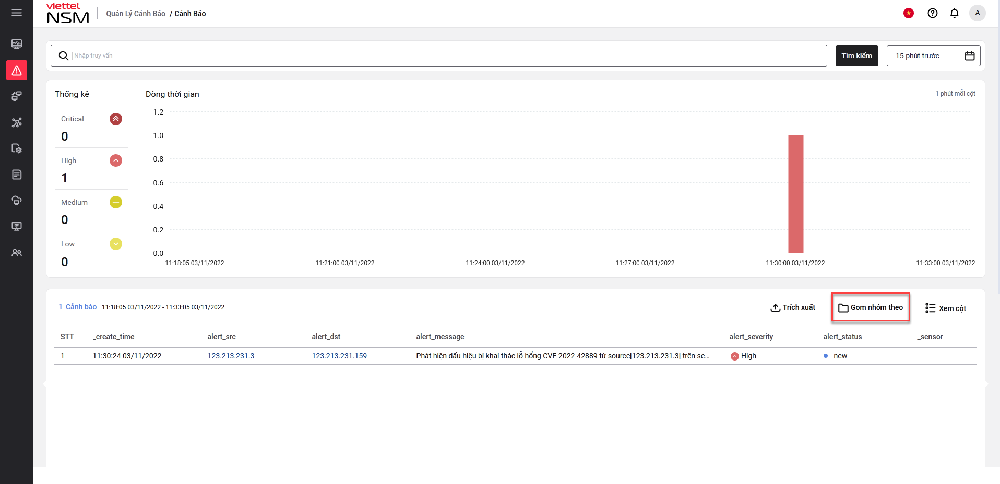 viettel
NSM
Quản Lý Cảnh Báo / Cảnh Báo
A
Nhập truy vấn
Tìm kiếm
15 phút trước
Thống kê
Critical
0
High
1
Medium
0
Low
0
Dòng thời gian
1 phút mỗi cột
1.2
1.0
0.8
0.6
0.4
0.2
0.0
11:18:05 03/11/2022
11:21:00 03/11/2022
11:24:00 03/11/2022
11:27:00 03/11/2022
11:30:00 03/11/2022
11:33:00 03/11/2022
1 Cảnh báo 11:18:05 03/11/2022 - 11:33:05 03/11/2022
Trích xuất
Gom nhóm theo
Xem cột
STT _create_time alert_src alert_dst alert_message alert_severity alert_status _sensor
1 11:30:24 03/11/2022 123.213.231.3 123.213.231.159 Phát hiện dấu hiệu bị khai thác lỗ hổng CVE-2022-42889 từ source[123.213.231.3] trên se... High new